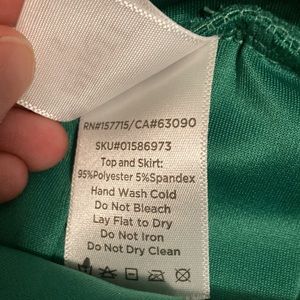 RN#157715/CA#63090
SKU#01586973
Top and Skirt:
95%Polyester 5%Spandex
Hand Wash Cold
Do Not Bleach
Lay Flat to Dry
Do Not Iron
Do Not Dry Clean